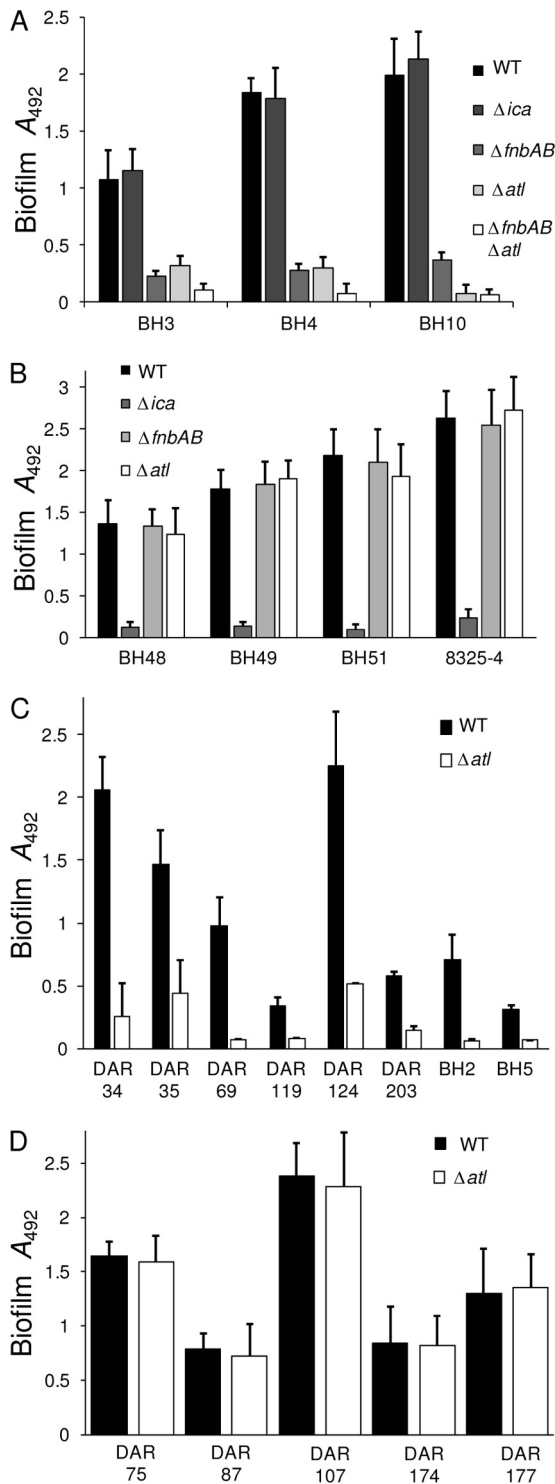 A
Biofilm A492
2.5
2
1.5
1
0.5
0
WT
Δica
ΔfnbAB
Δatl
ΔfnbAB
Δatl
BH3 BH4 BH10
B
Biofilm A492
3
2.5
2
1.5
1
0.5
0
WT
Δica
ΔfnbAB
Δatl
BH48 BH49 BH51 8325-4
C
Biofilm A492
2.5
2
1.5
1
0.5
0
WT
Δatl
DAR DAR DAR DAR DAR DAR BH2 BH5
34 35 69 119 124 203
D
Biofilm A492
2.5
2
1.5
1
0.5
0
WT
Δatl
DAR DAR DAR DAR DAR
75 87 107 174 177